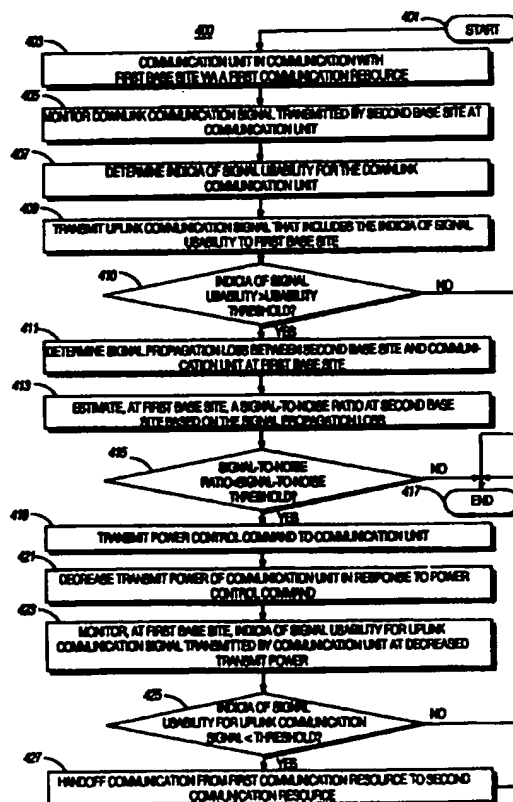 400
401
START
403
COMMUNICATION UNIT IN COMMUNICATION WITH
FIRST BASE SITE VIA A FIRST COMMUNICATION RESOURCE
405
MONITOR DOWNLINK COMMUNICATION SIGNAL TRANSMITTED BY SECOND BASE SITE AT
COMMUNICATION UNIT
407
DETERMINE INDICIA OF SIGNAL USABILITY FOR THE DOWNLINK
COMMUNICATION UNIT
409
TRANSMIT UPLINK COMMUNICATION SIGNAL THAT INCLUDES THE INDICIA OF SIGNAL
USABILITY TO FIRST BASE SITE
410
INDICIA OF SIGNAL
USABILITY>USABILITY
THRESHOLD?
NO
YES
411
DETERMINE SIGNAL PROPAGATION LOSS BETWEEN SECOND BASE SITE AND COMMUNI-
CATION UNIT AT FIRST BASE SITE
413
ESTIMATE, AT FIRST BASE SITE, A SIGNAL-TO-NOISE RATIO AT SECOND BASE
SITE BASED ON THE SIGNAL PROPAGATION LOSS
415
SIGNAL-TO-NOISE
RATIO<SIGNAL-TO-NOISE
THRESHOLD?
NO
417
END
YES
419
TRANSMIT POWER CONTROL COMMAND TO COMMUNICATION UNIT
421
DECREASE TRANSMIT POWER OF COMMUNICATION UNIT IN RESPONSE TO POWER
CONTROL COMMAND
423
MONITOR, AT FIRST BASE SITE, INDICIA OF SIGNAL USABILITY FOR UPLINK
COMMUNICATION SIGNAL TRANSMITTED BY COMMUNICATION UNIT AT DECREASED
TRANSMIT POWER
425
INDICIA OF SIGNAL
USABILITY FOR UPLINK COMMUNICATION
SIGNAL < THRESHOLD?
NO
YES
427
HANDOFF COMMUNICATION FROM FIRST COMMUNICATION RESOURCE TO SECOND
COMMUNICATION RESOURCE